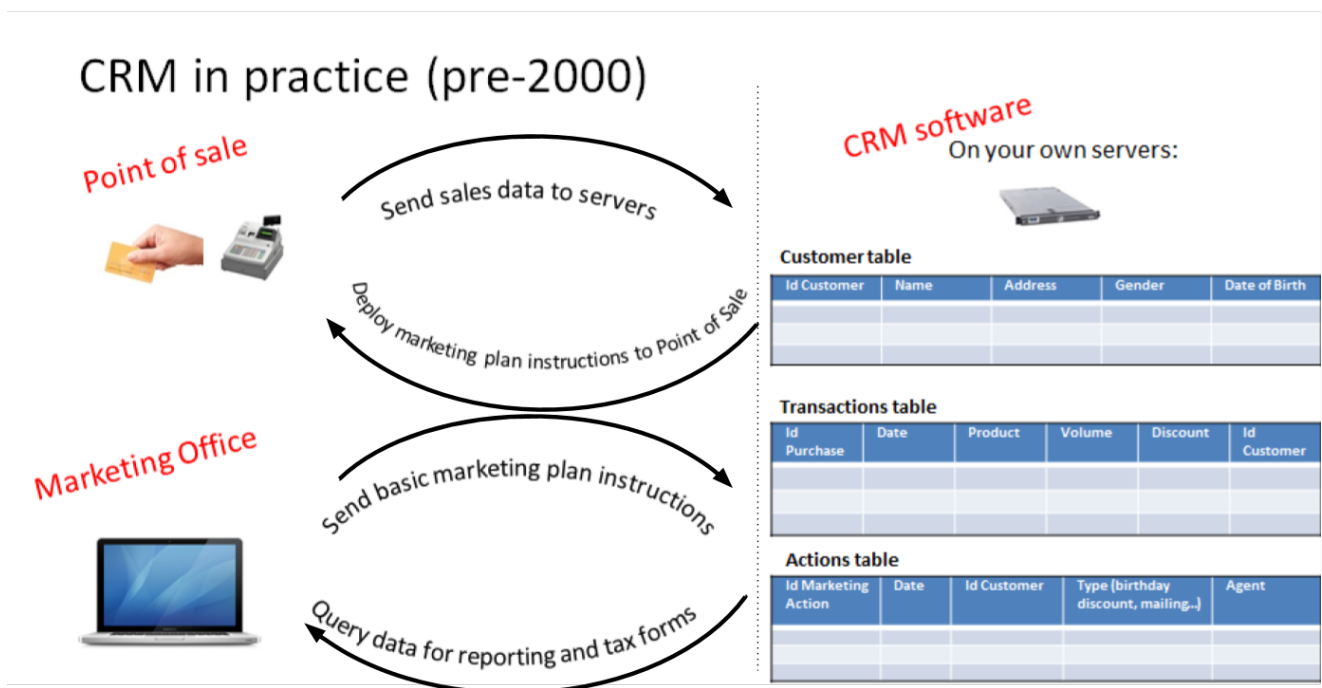 CRM in practice (pre-2000)
Point of sale
Send sales data to servers
Deploy marketing plan instructions to Point of Sale
Marketing Office
Send basic marketing plan instructions
Query data for reporting and tax forms
CRM software
On your own servers:
Customer table
Id Customer Name Address Gender Date of Birth
Transactions table
Id Date Product Volume Discount Id
Purchase Customer
Actions table
Id Marketing Date Id Customer Type (birthday Agent
Action discount, mailing..)